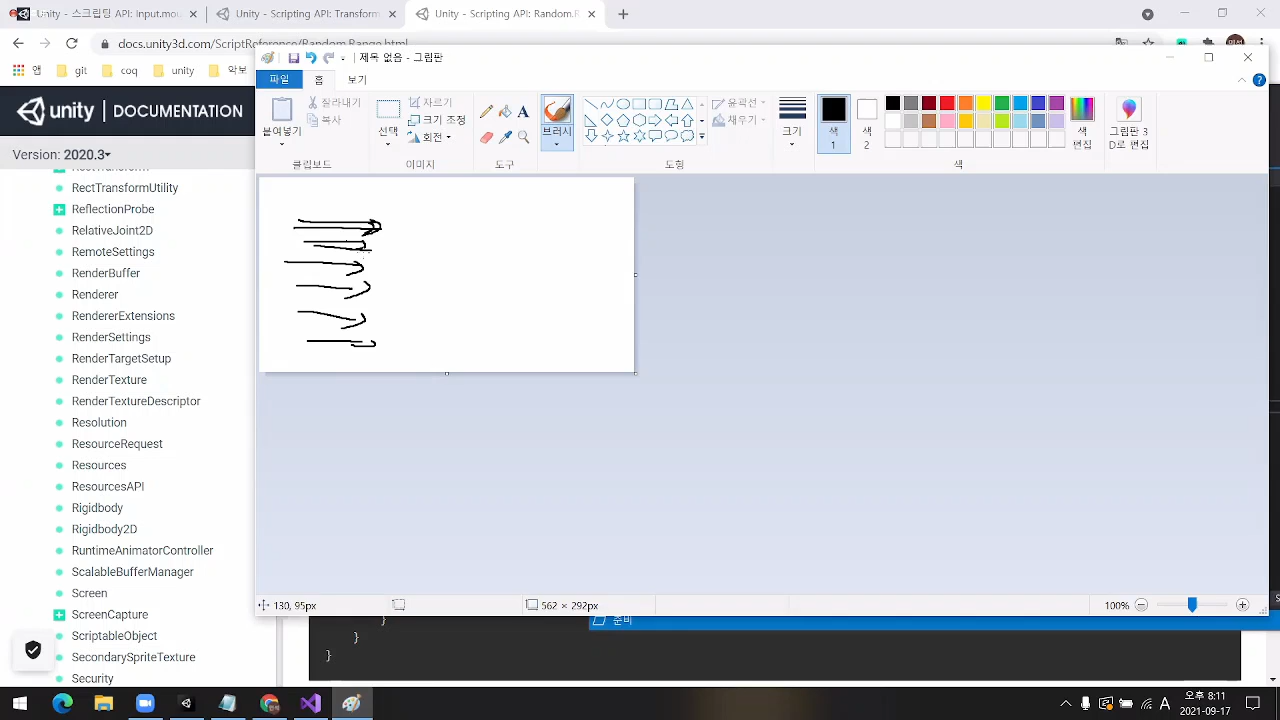 Unity - 스크립팅 API: Input.mou
Unity - Scripting API: Transform
Unity - Scripting API: Random.R
docs.unity3d.com/ScriptReference/Random.Range.html
앱
git
coq
unity
악보
제목 없음 - 그림판
파일
홈
보기
붙여넣기
잘라내기
복사
클립보드
선택
자르기
크기 조정
회전
이미지
도구
브러시
윤곽선
채우기
도형
크기
색 1
색 2
색 편집
그림판 3D로 편집
색
unity DOCUMENTATION
Version: 2020.3
RectTransformUtility
ReflectionProbe
RelativeJoint2D
RemoteSettings
RenderBuffer
Renderer
RendererExtensions
RenderSettings
RenderTargetSetup
RenderTexture
RenderTextureDescriptor
Resolution
ResourceRequest
Resources
ResourcesAPI
Rigidbody
Rigidbody2D
RuntimeAnimatorController
ScalableBufferManager
Screen
ScreenCapture
ScriptableObject
SecondarySpriteTexture
Security
130, 95px
562 × 292px
100%
준비
}
}
}
A
오후 8:11
2021-09-17